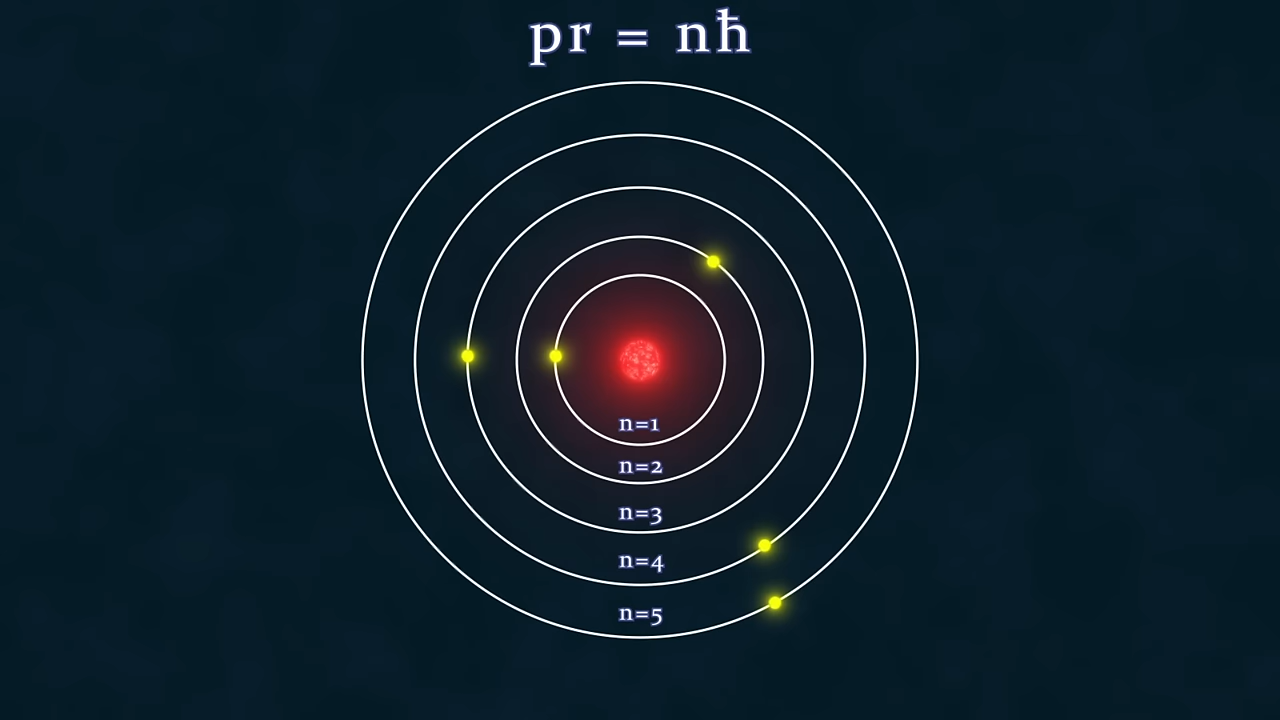 pr = nħ
n=1
n=2
n=3
n=4
n=5